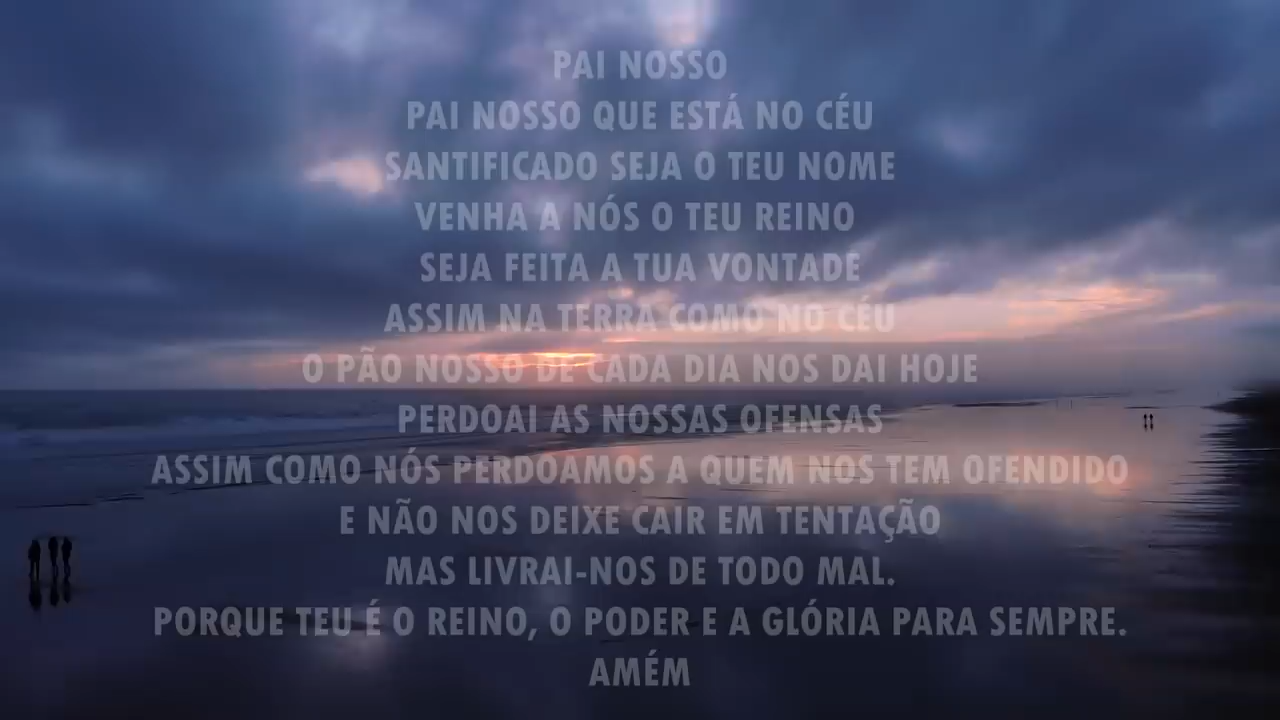 PAI NOSSO
PAI NOSSO QUE ESTÁ NO CÉU
SANTIFICADO SEJA O TEU NOME
VENHA A NÓS O TEU REINO
SEJA FEITA A TUA VONTADE
ASSIM NA TERRA COMO NO CÉU
O PÃO NOSSO DE CADA DIA NOS DAI HOJE
PERDOAI AS NOSSAS OFENSAS
ASSIM COMO NÓS PERDOAMOS A QUEM NOS TEM OFENDIDO
E NÃO NOS DEIXE CAIR EM TENTAÇÃO
MAS LIVRAI-NOS DE TODO MAL.
PORQUE TEU É O REINO, O PODER E A GLÓRIA PARA SEMPRE.
AMÉM